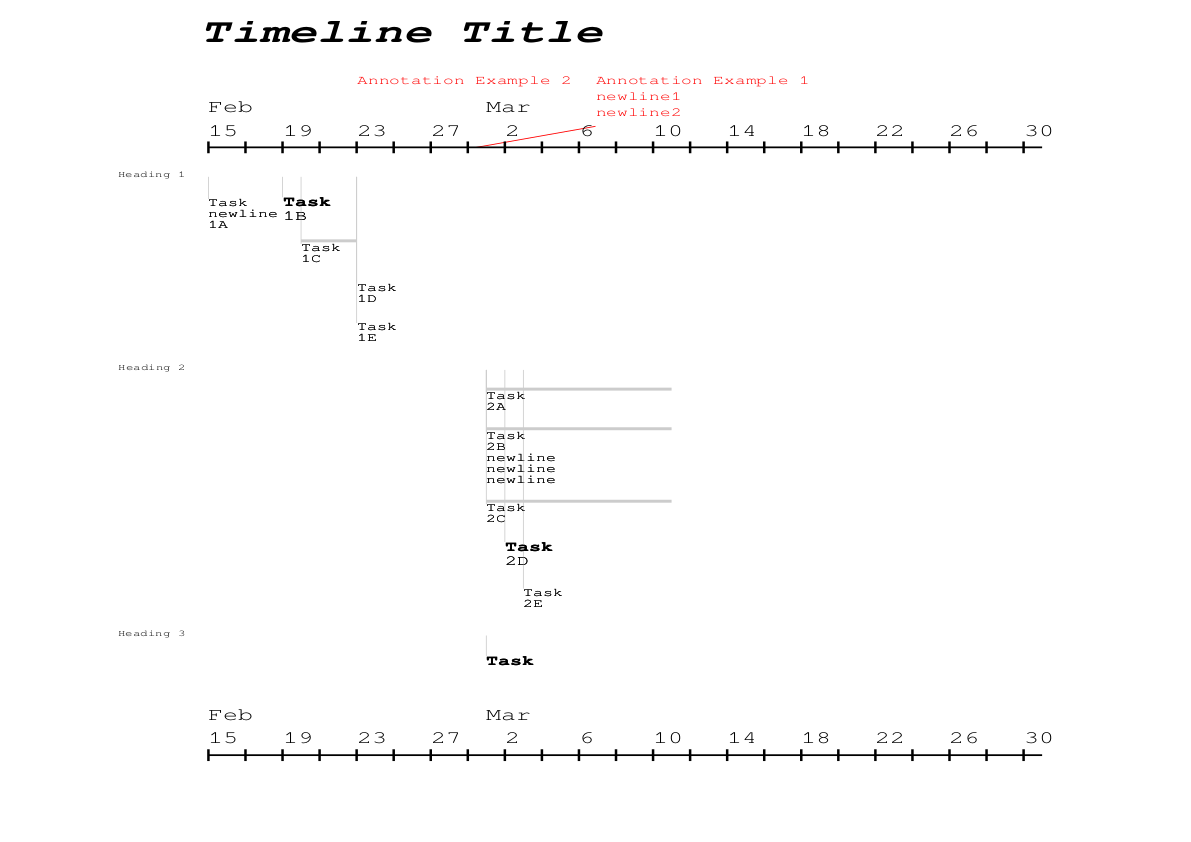 Timeline Title
Annotation Example 2 Annotation Example 1
newline1
newline2
Feb Mar
15 19 23 27 2 6 10 14 18 22 26 30
Heading 1
Task
newline
1A
Task
1B
Task
1C
Task
1D
Task
1E
Heading 2
Task
2A
Task
2B
newline
newline
newline
Task
2C
Task
2D
Task
2E
Heading 3
Task
Feb Mar
15 19 23 27 2 6 10 14 18 22 26 30